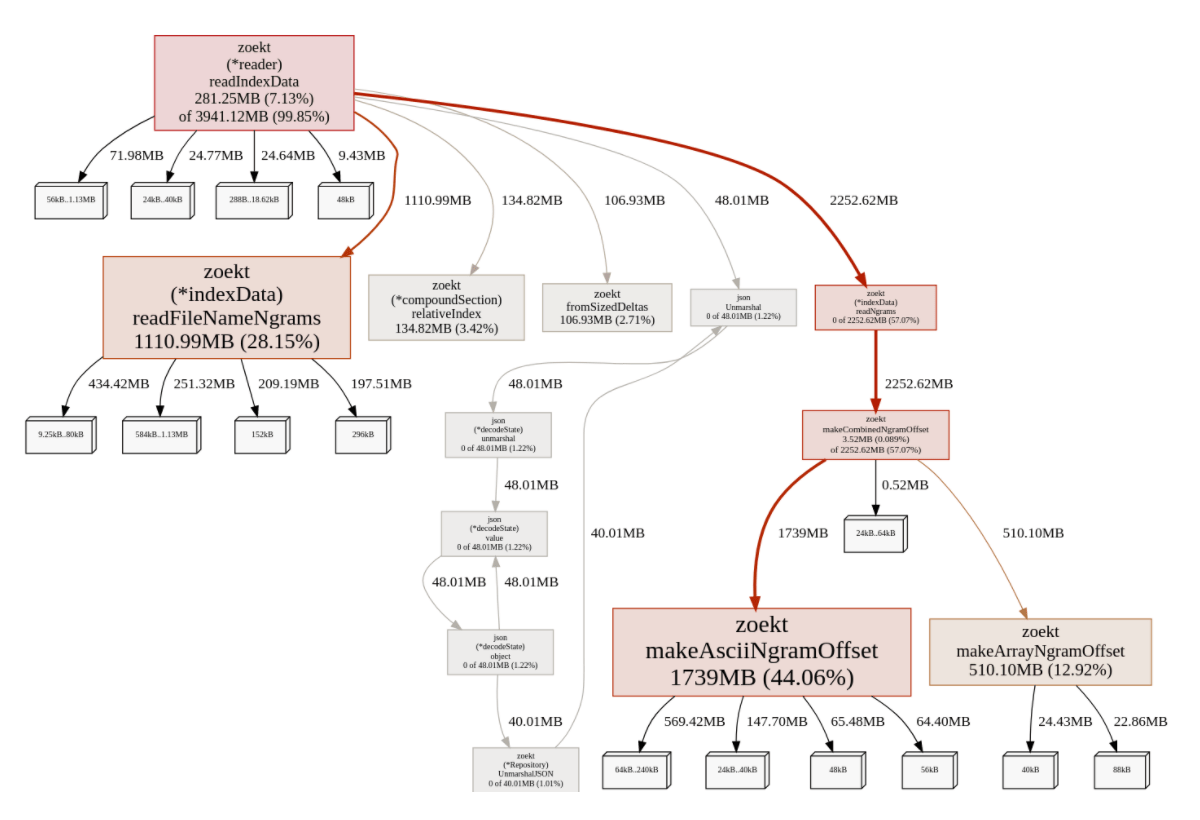 zoekt
(*reader)
readIndexData
281.25MB (7.13%)
of 3941.12MB (99.85%)
71.98MB
24.77MB
24.64MB
9.43MB
1110.99MB
134.82MB
106.93MB
48.01MB
2252.62MB
56kB..1.13MB
24kB..40kB
288B..18.62kB
48kB
zoekt
(*indexData)
readFileNameNgrams
1110.99MB (28.15%)
zoekt
(*compoundSection)
relativeIndex
134.82MB (3.42%)
zoekt
fromSizedDeltas
106.93MB (2.71%)
json
Unmarshal
0 of 48.01MB (1.22%)
zoekt
(*indexData)
readNgrams
0 of 2252.62MB (57.07%)
434.42MB
251.32MB
209.19MB
197.51MB
48.01MB
2252.62MB
9.25kB..80kB
584kB..1.13MB
152kB
296kB
json
(*decodeState)
unmarshal
0 of 48.01MB (1.22%)
zoekt
makeCombinedNgramOffset
3.52MB (0.089%)
of 2252.62MB (57.07%)
48.01MB
0.52MB
json
(*decodeState)
value
0 of 48.01MB (1.22%)
40.01MB
1739MB
24kB..64kB
510.10MB
48.01MB
48.01MB
json
(*decodeState)
object
0 of 48.01MB (1.22%)
zoekt
makeAsciiNgramOffset
1739MB (44.06%)
zoekt
makeArrayNgramOffset
510.10MB (12.92%)
40.01MB
569.42MB
147.70MB
65.48MB
64.40MB
24.43MB
22.86MB
zoekt
(*Repository)
UnmarshalJSON
0 of 40.01MB (1.01%)
64kB..240kB
24kB..40kB
48kB
56kB
40kB
88kB